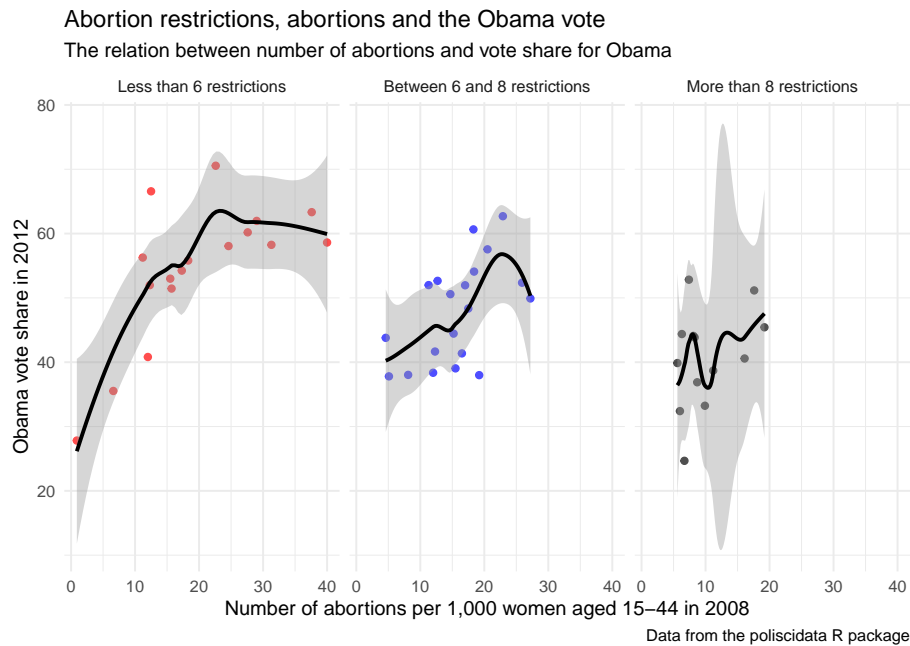 Abortion restrictions, abortions and the Obama vote
The relation between number of abortions and vote share for Obama
Less than 6 restrictions Between 6 and 8 restrictions More than 8 restrictions
80
60
40
20
Obama vote share in 2012
0 10 20 30 40 0 10 20 30 40 0 10 20 30 40
Number of abortions per 1,000 women aged 15−44 in 2008
Data from the poliscidata R package